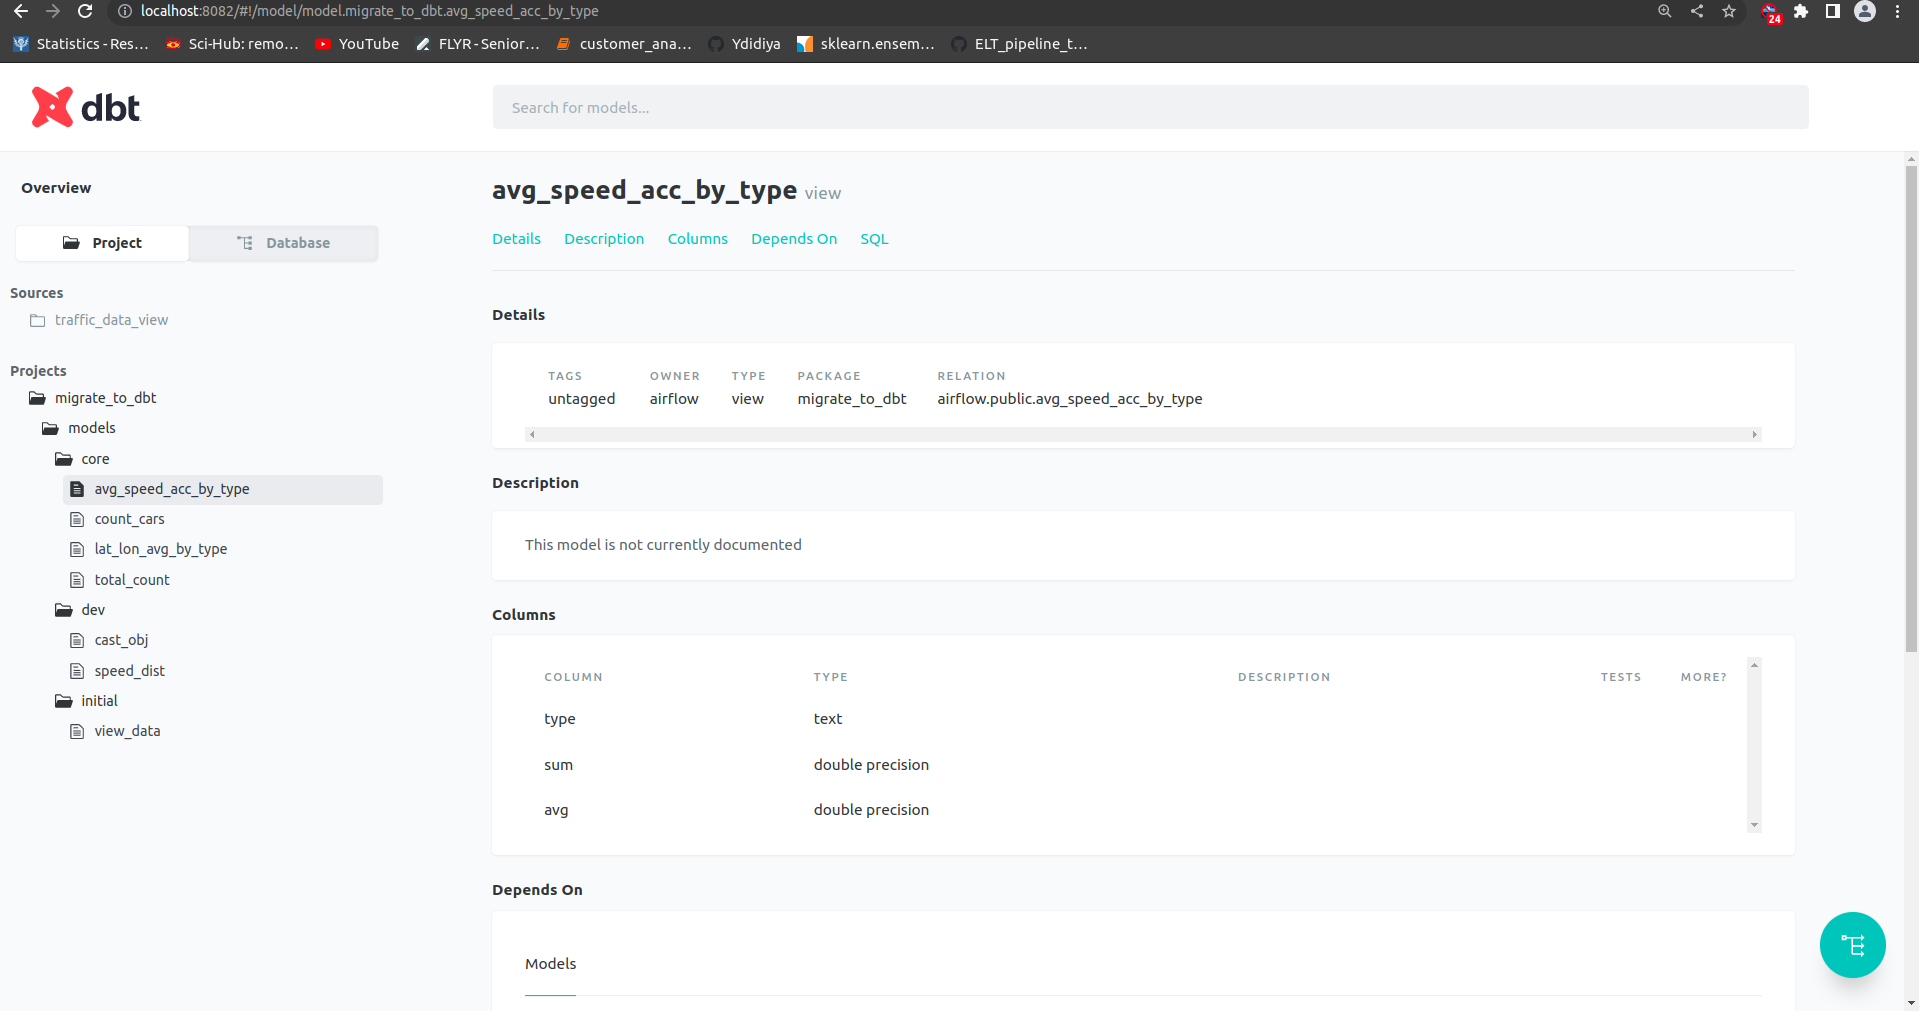 localhost:8082/#!/model/model.migrate_to_dbt.avg_speed_acc_by_type
24
Statistics - Res... Sci-Hub: remo... YouTube FLYR - Senior... customer_ana... Ydidiya sklearn.ensem... ELT_pipeline_t...
dbt
Search for models...
Overview
Project Database
Sources
traffic_data_view
Projects
migrate_to_dbt
models
core
avg_speed_acc_by_type
count_cars
lat_lon_avg_by_type
total_count
dev
cast_obj
speed_dist
initial
view_data
avg_speed_acc_by_type view
Details Description Columns Depends On SQL
Details
TAGS OWNER TYPE PACKAGE RELATION
untagged airflow view migrate_to_dbt airflow.public.avg_speed_acc_by_type
Description
This model is not currently documented
Columns
COLUMN TYPE DESCRIPTION TESTS MORE?
type text
sum double precision
avg double precision
Depends On
Models